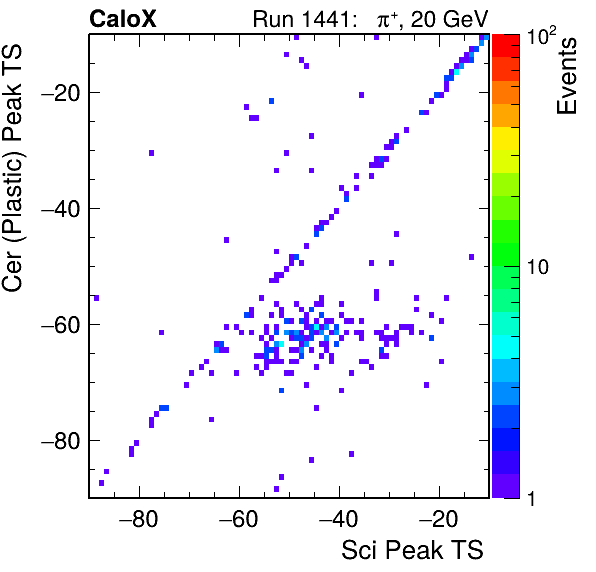 CaloX Run 1441: π⁺, 20 GeV
Cer (Plastic) Peak TS
−20
−40
−60
−80
−80 −60 −40 −20
Sci Peak TS
10²
10
1
Events